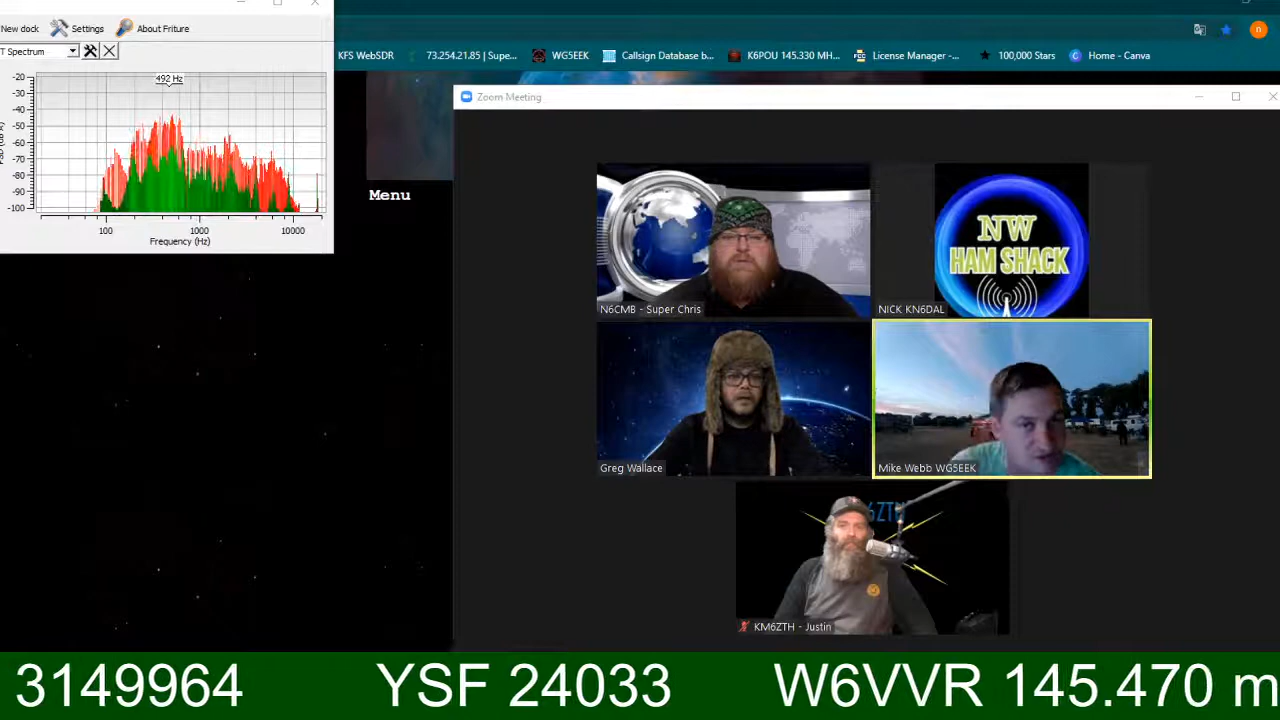 New dock Settings About Friture
T Spectrum
492 Hz
-20
-30
-40
-50
-60
-70
-80
-90
-100
100 1000 10000
Frequency (Hz)
KFS WebSDR 73.254.21.85 | Supe... WG5EEK Callsign Database b... K6POU 145.330 MH... License Manager -... 100,000 Stars Home - Canva
n
Menu
Zoom Meeting
N6CMB - Super Chris
NW
HAM SHACK
NICK KN6DAL
Greg Wallace
Mike Webb WG5EEK
6ZTH
KM6ZTH - Justin
3149964 YSF 24033 W6VVR 145.470 m